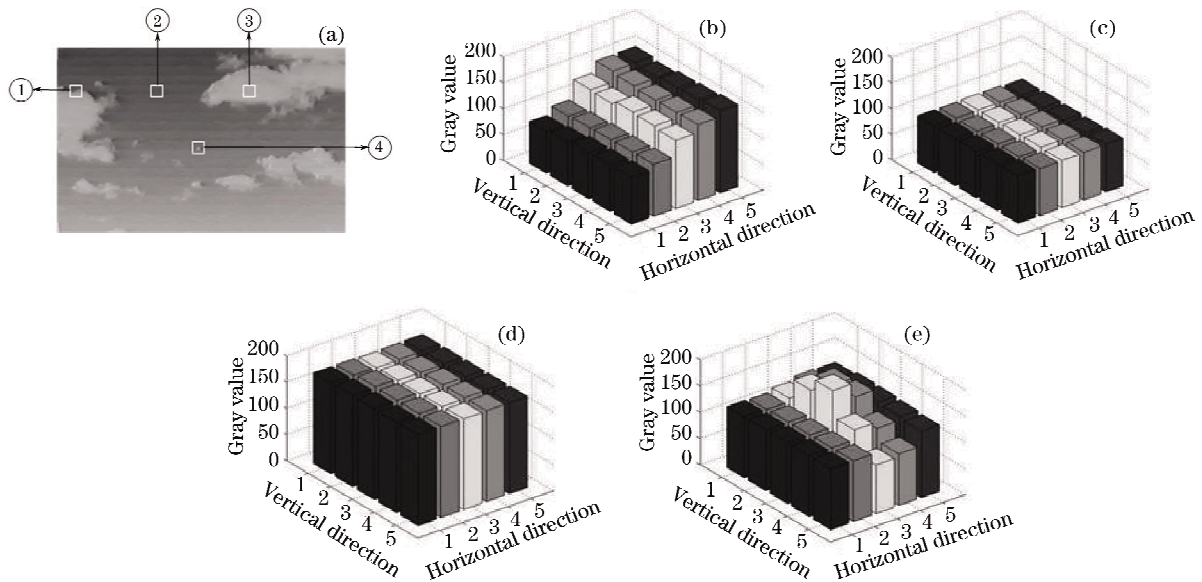 ① ② ③ (a)
④
(b)
200
150
100
50
0
Gray value
1 2 3 4 5
Vertical direction
1 2 3 4 5
Horizontal direction
(c)
200
150
100
50
0
Gray value
1 2 3 4 5
Vertical direction
1 2 3 4 5
Horizontal direction
(d)
200
150
100
50
0
Gray value
1 2 3 4 5
Vertical direction
1 2 3 4 5
Horizontal direction
(e)
200
150
100
50
0
Gray value
1 2 3 4 5
Vertical direction
1 2 3 4 5
Horizontal direction